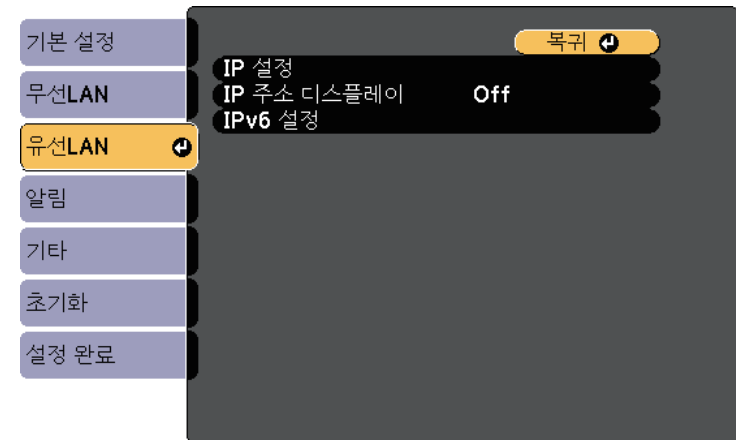 기본 설정
무선LAN
유선LAN
알림
기타
초기화
설정 완료
복귀
IP 설정
IP 주소 디스플레이 Off
IPv6 설정